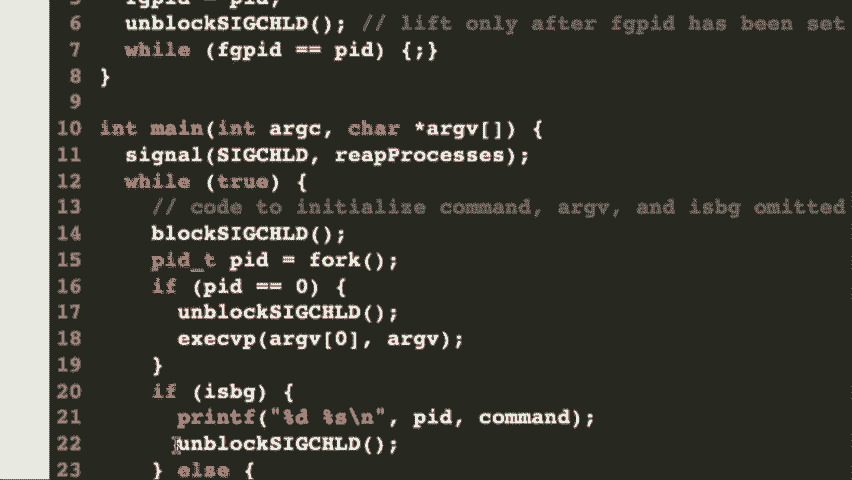 5 fgpid = pid;
6 unblockSIGCHLD(); // lift only after fgpid has been set
7 while (fgpid == pid) {;}
8 }
9
10 int main(int argc, char *argv[]) {
11 signal(SIGCHLD, reapProcesses);
12 while (true) {
13 // code to initialize command, argv, and isbg omitted
14 blockSIGCHLD();
15 pid_t pid = fork();
16 if (pid == 0) {
17 unblockSIGCHLD();
18 execvp(argv[0], argv);
19 }
20 if (isbg) {
21 printf("%d %s\n", pid, command);
22 unblockSIGCHLD();
23 } else {